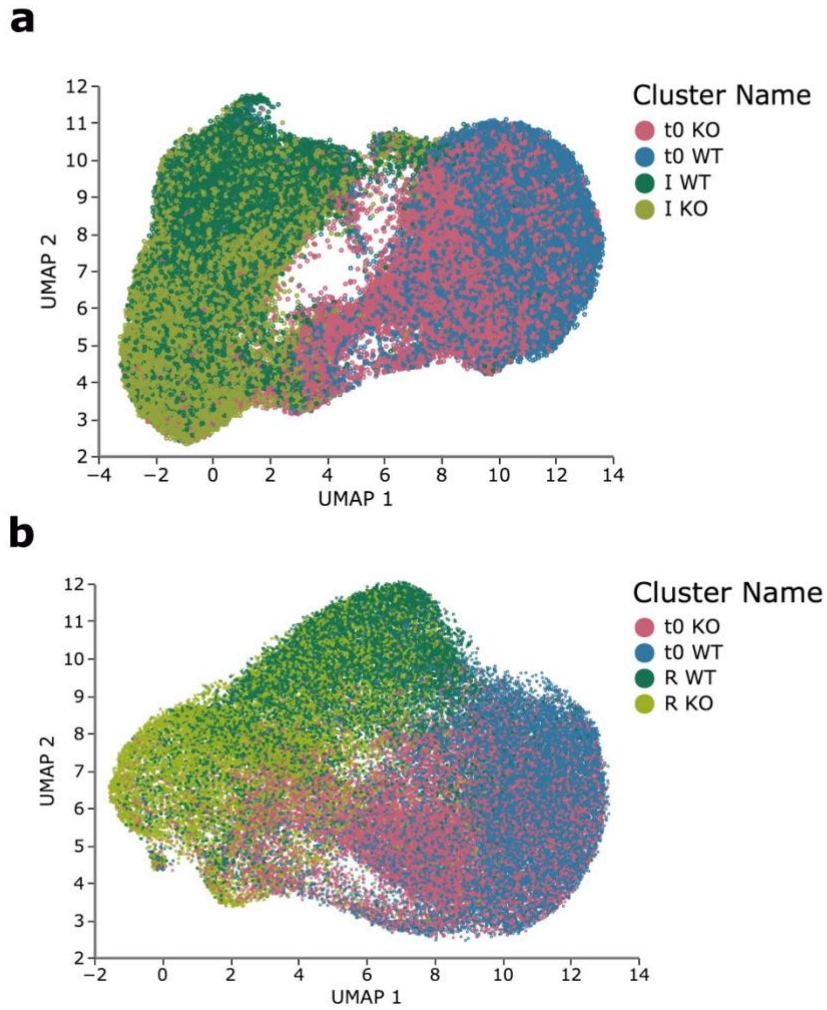 a
12
11
10
9
8
7
6
5
4
3
2
UMAP 2
−4 −2 0 2 4 6 8 10 12 14
UMAP 1
Cluster Name
t0 KO
t0 WT
I WT
I KO
b
12
11
10
9
8
7
6
5
4
3
2
UMAP 2
−2 0 2 4 6 8 10 12 14
UMAP 1
Cluster Name
t0 KO
t0 WT
R WT
R KO